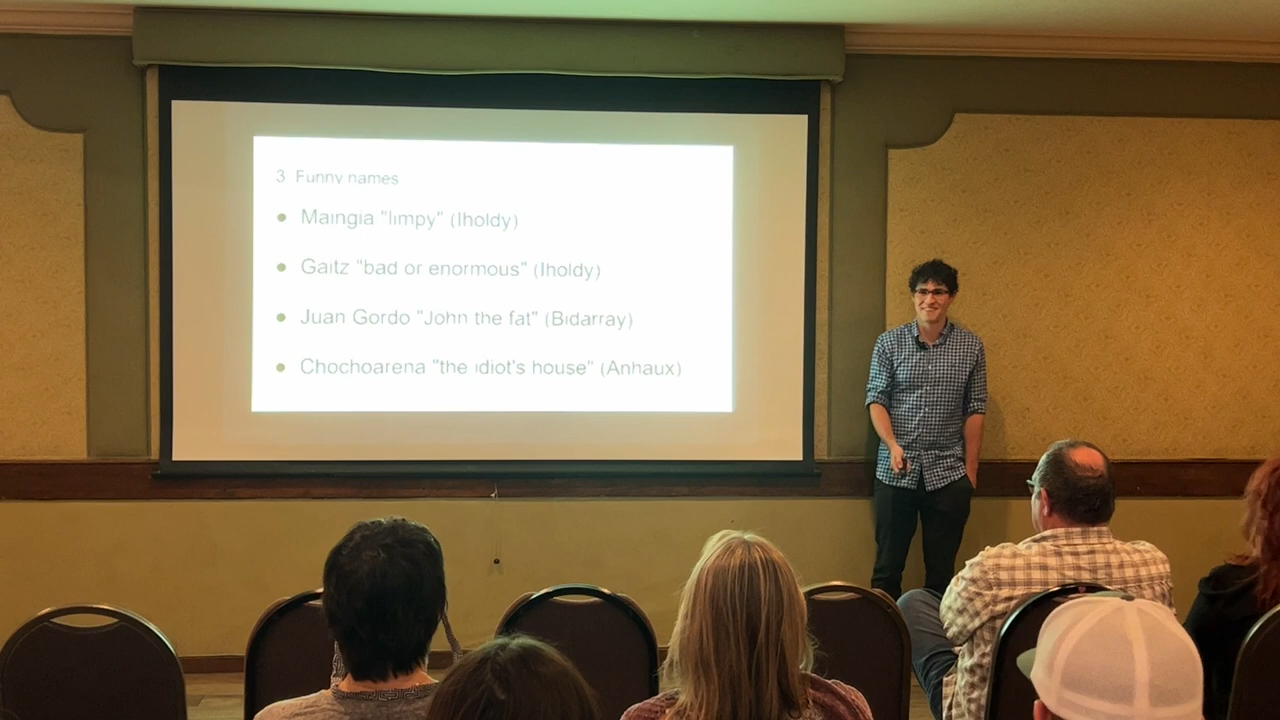 3 Funny names
• Maingia "limpy" (Iholdy)
• Gaitz "bad or enormous" (Iholdy)
• Juan Gordo "John the fat" (Bidarray)
• Chochoarena "the idiot's house" (Anhaux)